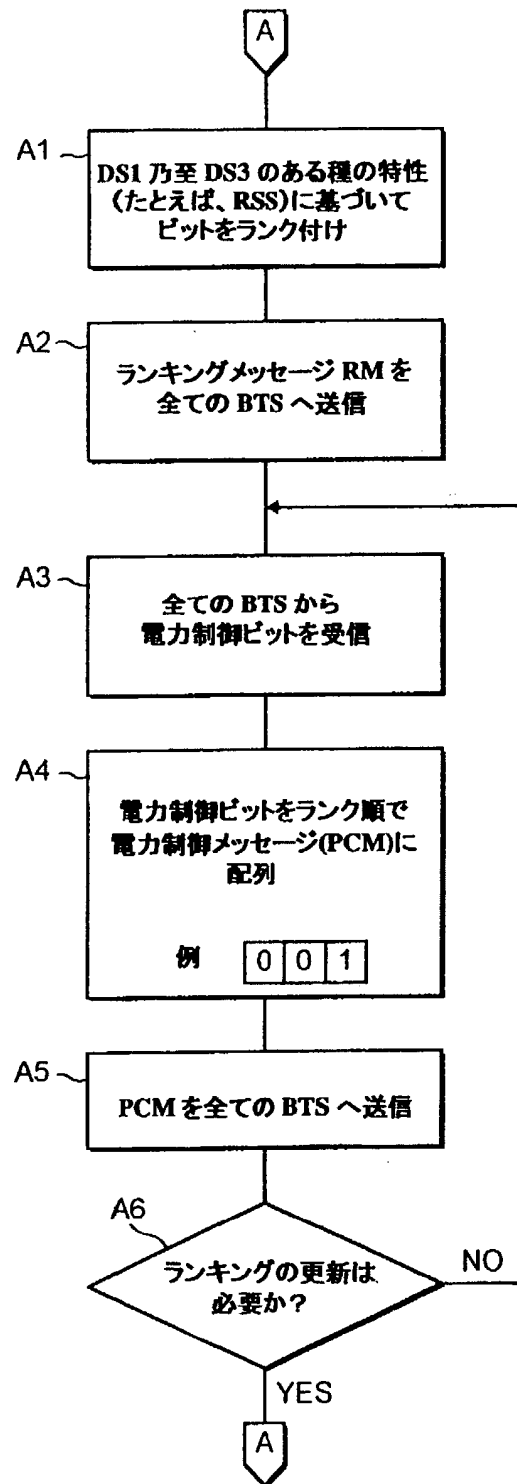 A
A1
DS1 乃至 DS3 のある種の特性
(たとえば、RSS)に基づいて
ビットをランク付け
A2
ランキングメッセージ RM を
全ての BTS へ送信
A3
全ての BTS から
電力制御ビットを受信
A4
電力制御ビットをランク順で
電力制御メッセージ(PCM)に
配列
例 0 0 1
A5
PCM を全ての BTS へ送信
A6
ランキングの更新は
必要か?
NO
YES
A